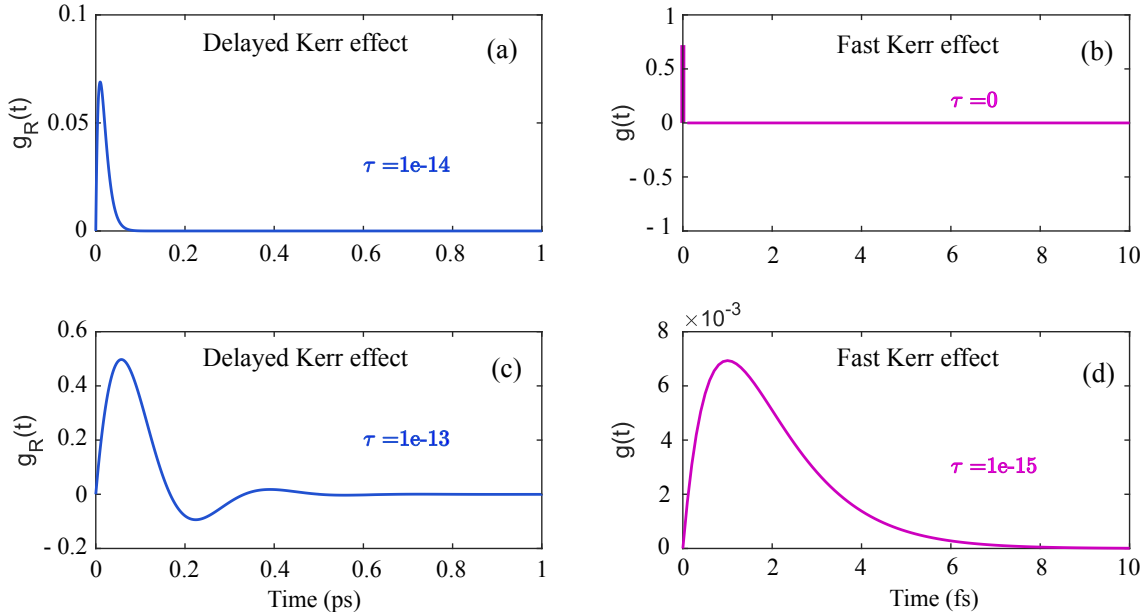 0.1
Delayed Kerr effect
(a)
g_R(t)
0.05
τ =1e-14
0
0 0.2 0.4 0.6 0.8 1
1
Fast Kerr effect
(b)
0.5
τ =0
g(t)
0
- 0.5
- 1
0 2 4 6 8 10
0.6
Delayed Kerr effect
(c)
0.4
τ =1e-13
g_R(t)
0.2
0
- 0.2
0 0.2 0.4 0.6 0.8 1
Time (ps)
×10⁻³
8
Fast Kerr effect
(d)
6
g(t)
4
τ =1e-15
2
0
0 2 4 6 8 10
Time (fs)